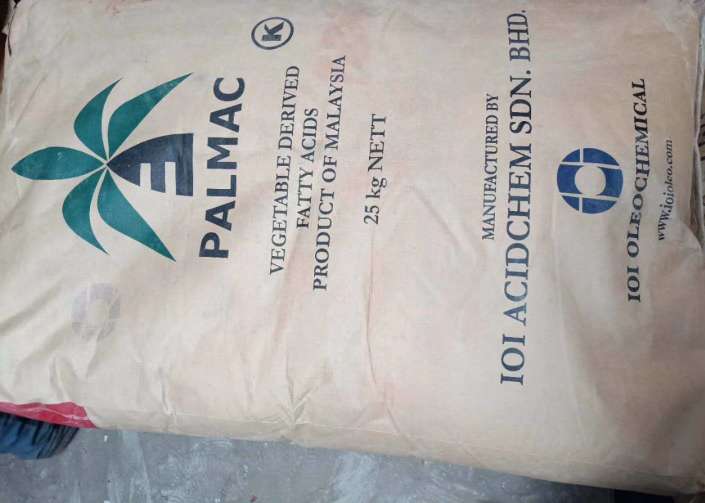 K
PALMAC
VEGETABLE DERIVED
FATTY ACIDS
PRODUCT OF MALAYSIA
25 kg NETT
MANUFACTURED BY
IOI ACIDCHEM SDN. BHD.
IOI OLEOCHEMICAL
www.ioioleo.com